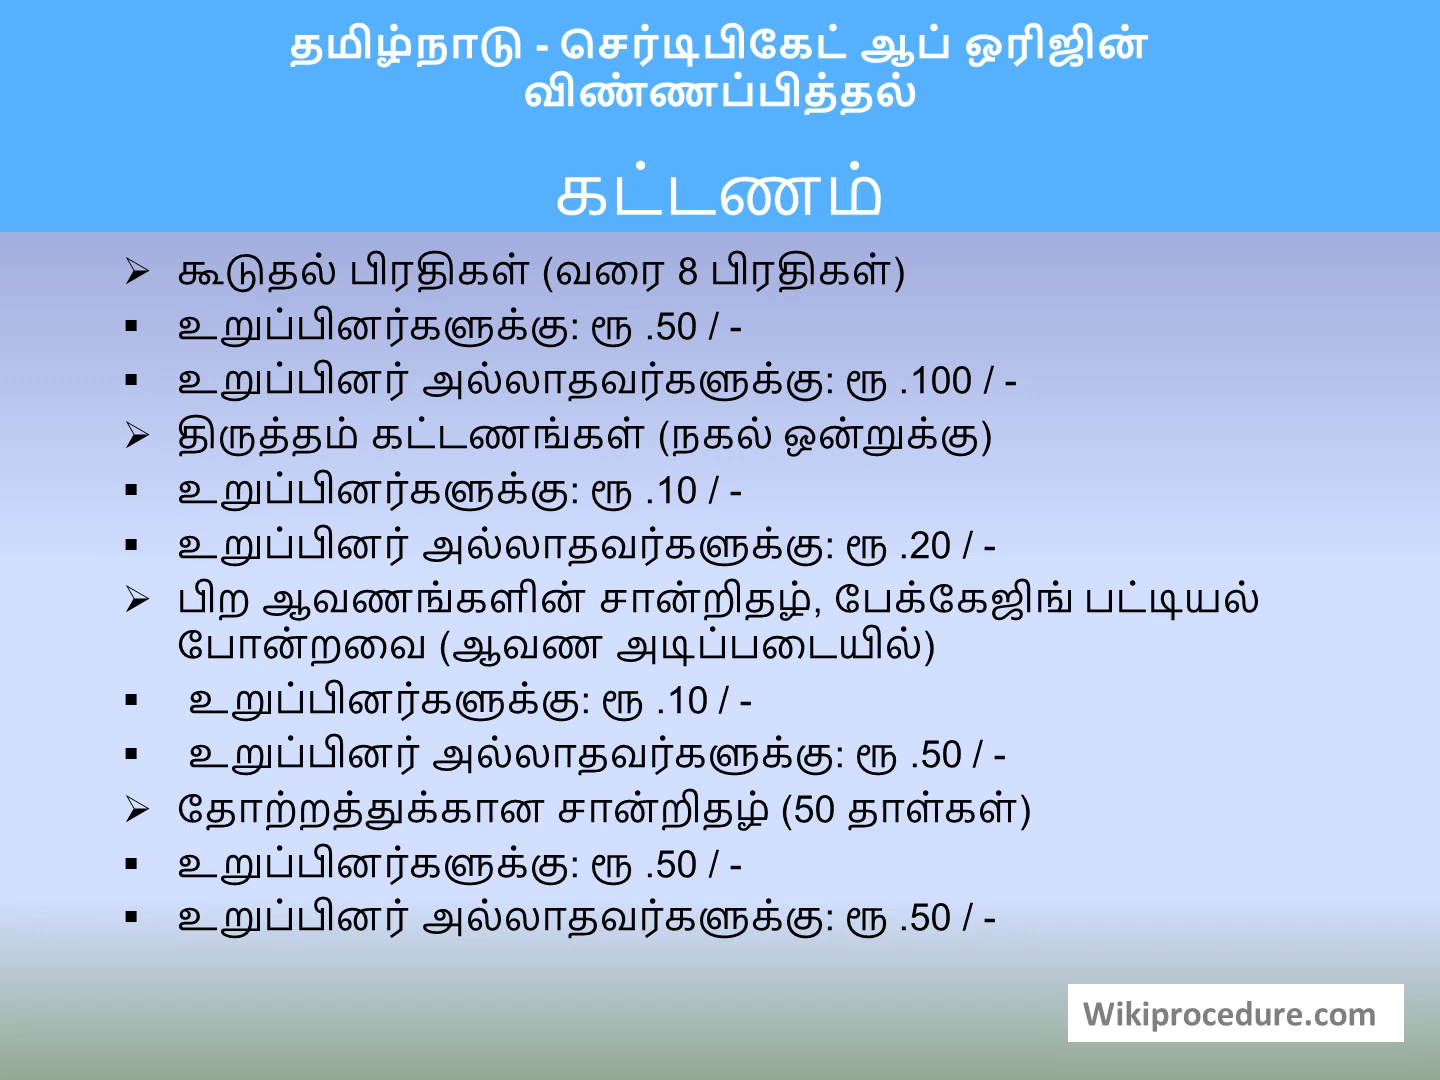 தமிழ்நாடு - செர்டிபிகேட் ஆப் ஒரிஜின்
விண்ணப்பித்தல்
கட்டணம்
➢ கூடுதல் பிரதிகள் (வரை 8 பிரதிகள்)
▪ உறுப்பினர்களுக்கு: ரூ .50 / -
▪ உறுப்பினர் அல்லாதவர்களுக்கு: ரூ .100 / -
➢ திருத்தம் கட்டணங்கள் (நகல் ஒன்றுக்கு)
▪ உறுப்பினர்களுக்கு: ரூ .10 / -
▪ உறுப்பினர் அல்லாதவர்களுக்கு: ரூ .20 / -
➢ பிற ஆவணங்களின் சான்றிதழ், பேக்கேஜிங் பட்டியல்
போன்றவை (ஆவண அடிப்படையில்)
▪ உறுப்பினர்களுக்கு: ரூ .10 / -
▪ உறுப்பினர் அல்லாதவர்களுக்கு: ரூ .50 / -
➢ தோற்றத்துக்கான சான்றிதழ் (50 தாள்கள்)
▪ உறுப்பினர்களுக்கு: ரூ .50 / -
▪ உறுப்பினர் அல்லாதவர்களுக்கு: ரூ .50 / -
Wikiprocedure.com